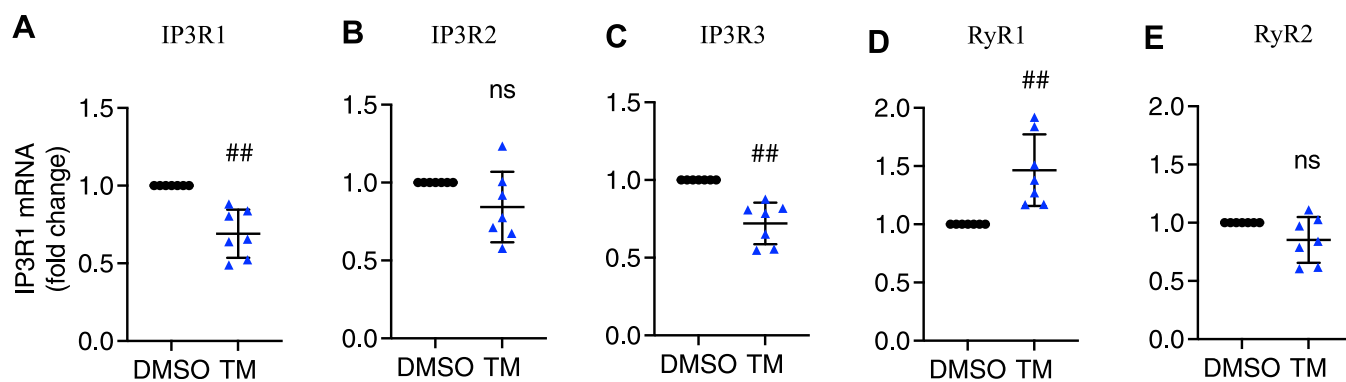 A IP3R1
IP3R1 mRNA
(fold change)
1.5
1.0
0.5
0.0
##
DMSO TM
B IP3R2
1.5
1.0
0.5
0.0
ns
DMSO TM
C IP3R3
1.5
1.0
0.5
0.0
##
DMSO TM
D RyR1
2.0
1.5
1.0
0.5
0.0
##
DMSO TM
E RyR2
2.0
1.5
1.0
0.5
0.0
ns
DMSO TM